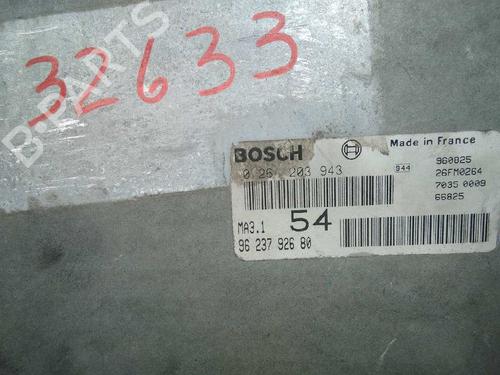 32633
B-PARTS
BOSCH
Made in France
0 261 203 943
944
960825
26FM0264
7035 0009
66825
MA3.1
54
96 237 926 80